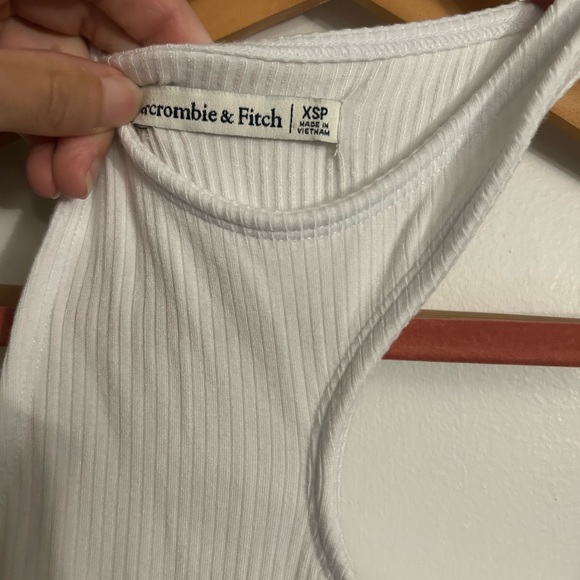 ercrombie & Fitch
XSP
MADE IN
VIETNAM